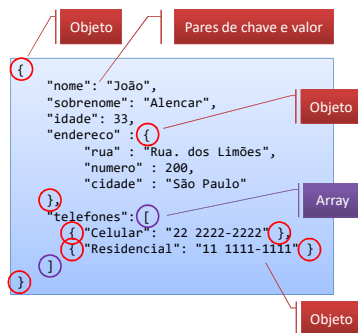 Objeto
Pares de chave e valor
{
"nome": "João",
"sobrenome": "Alencar",
"idade": 33,
"endereco" : {
Objeto
"rua" : "Rua. dos Limões",
"numero" : 200,
"cidade" : "São Paulo"
},
"telefones": [
Array
{ "Celular": "22 2222-2222" },
{ "Residencial": "11 1111-1111" }
]
}
Objeto